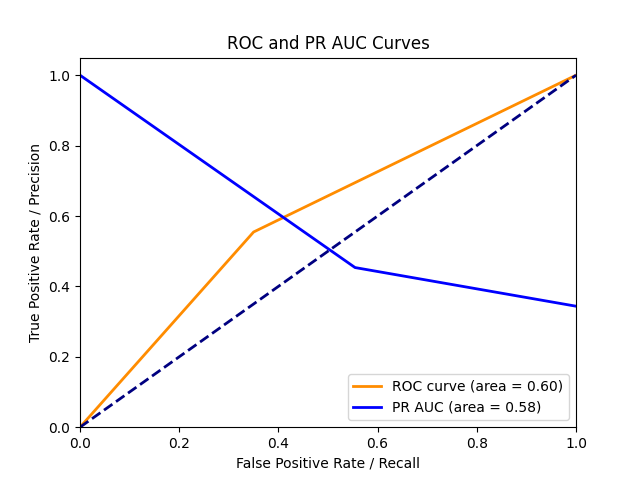 ROC and PR AUC Curves
True Positive Rate / Precision
1.0
0.8
0.6
0.4
0.2
0.0
0.0 0.2 0.4 0.6 0.8 1.0
False Positive Rate / Recall
ROC curve (area = 0.60)
PR AUC (area = 0.58)